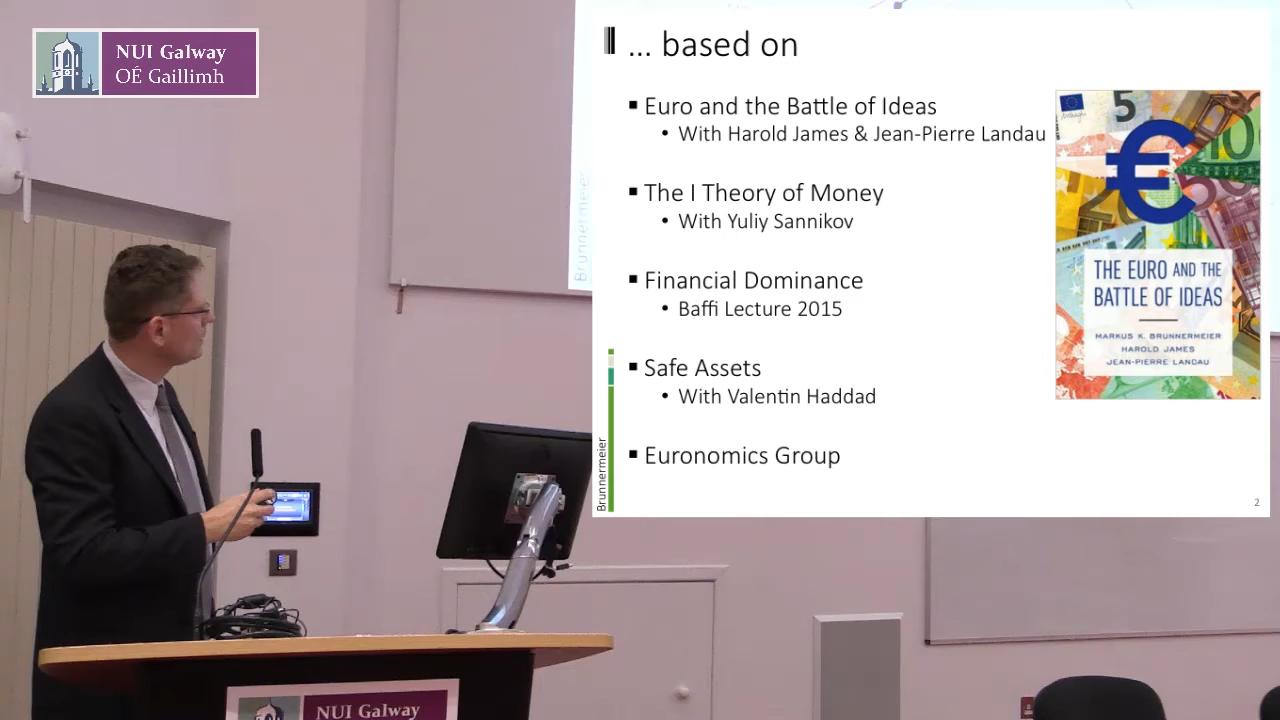 NUI Galway
OÉ Gaillimh
... based on
Euro and the Battle of Ideas
With Harold James & Jean-Pierre Landau
The I Theory of Money
With Yuliy Sannikov
Financial Dominance
Baffi Lecture 2015
Safe Assets
With Valentin Haddad
Euronomics Group
Brunnermeier
2
5
€
THE EURO AND THE
BATTLE OF IDEAS
MARKUS K. BRUNNERMEIER
HAROLD JAMES
JEAN-PIERRE LANDAU
Brunnermeier
NUI Galway